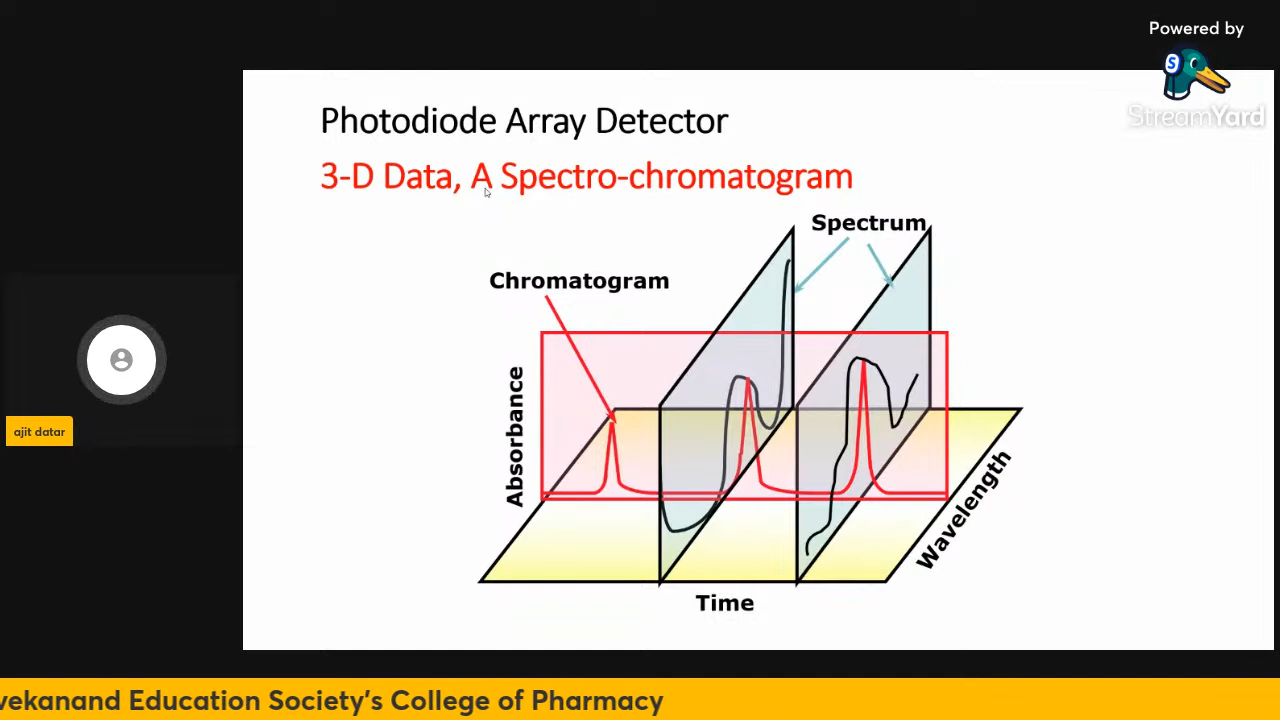 Powered by
S
StreamYard
Photodiode Array Detector
3-D Data, A Spectro-chromatogram
Spectrum
Chromatogram
Absorbance
Wavelength
Time
ajit datar
vekanand Education Society's College of Pharmacy